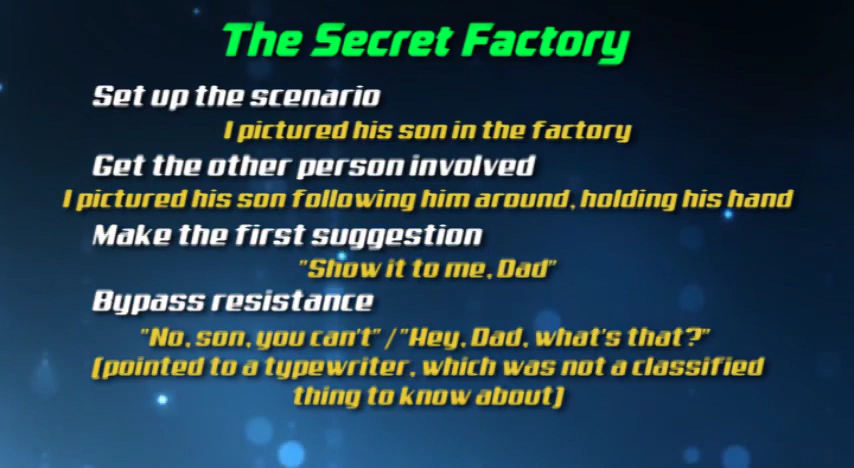 The Secret Factory
Set up the scenario
I pictured his son in the factory
Get the other person involved
I pictured his son following him around, holding his hand
Make the first suggestion
"Show it to me, Dad"
Bypass resistance
"No, son, you can't" / "Hey, Dad, what's that?"
(pointed to a typewriter, which was not a classified
thing to know about)